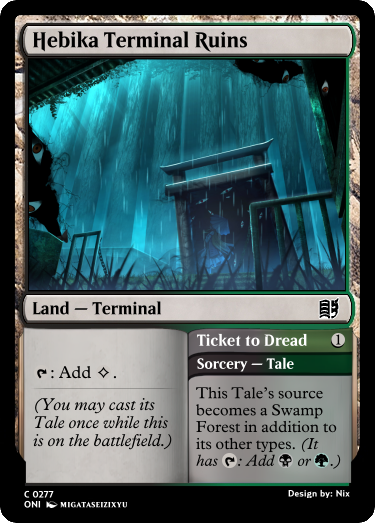 Hebika Terminal Ruins
Land — Terminal
: Add .
(You may cast its
Tale once while this
is on the battlefield.)
Ticket to Dread 1
Sorcery — Tale
This Tale's source
becomes a Swamp
Forest in addition to
its other types. (It
has : Add or .)
C 0277
ONI MIGATASEIZIXYU
Design by: Nix